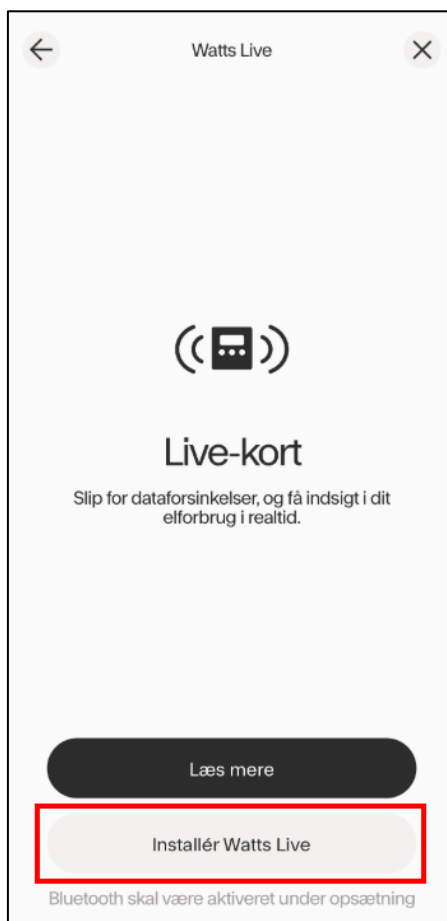 Watts Live
Live-kort
Slip for dataforsinkelser, og få indsigt i dit
elforbrug i realtid.
Læs mere
Installér Watts Live
Bluetooth skal være aktiveret under opsætning